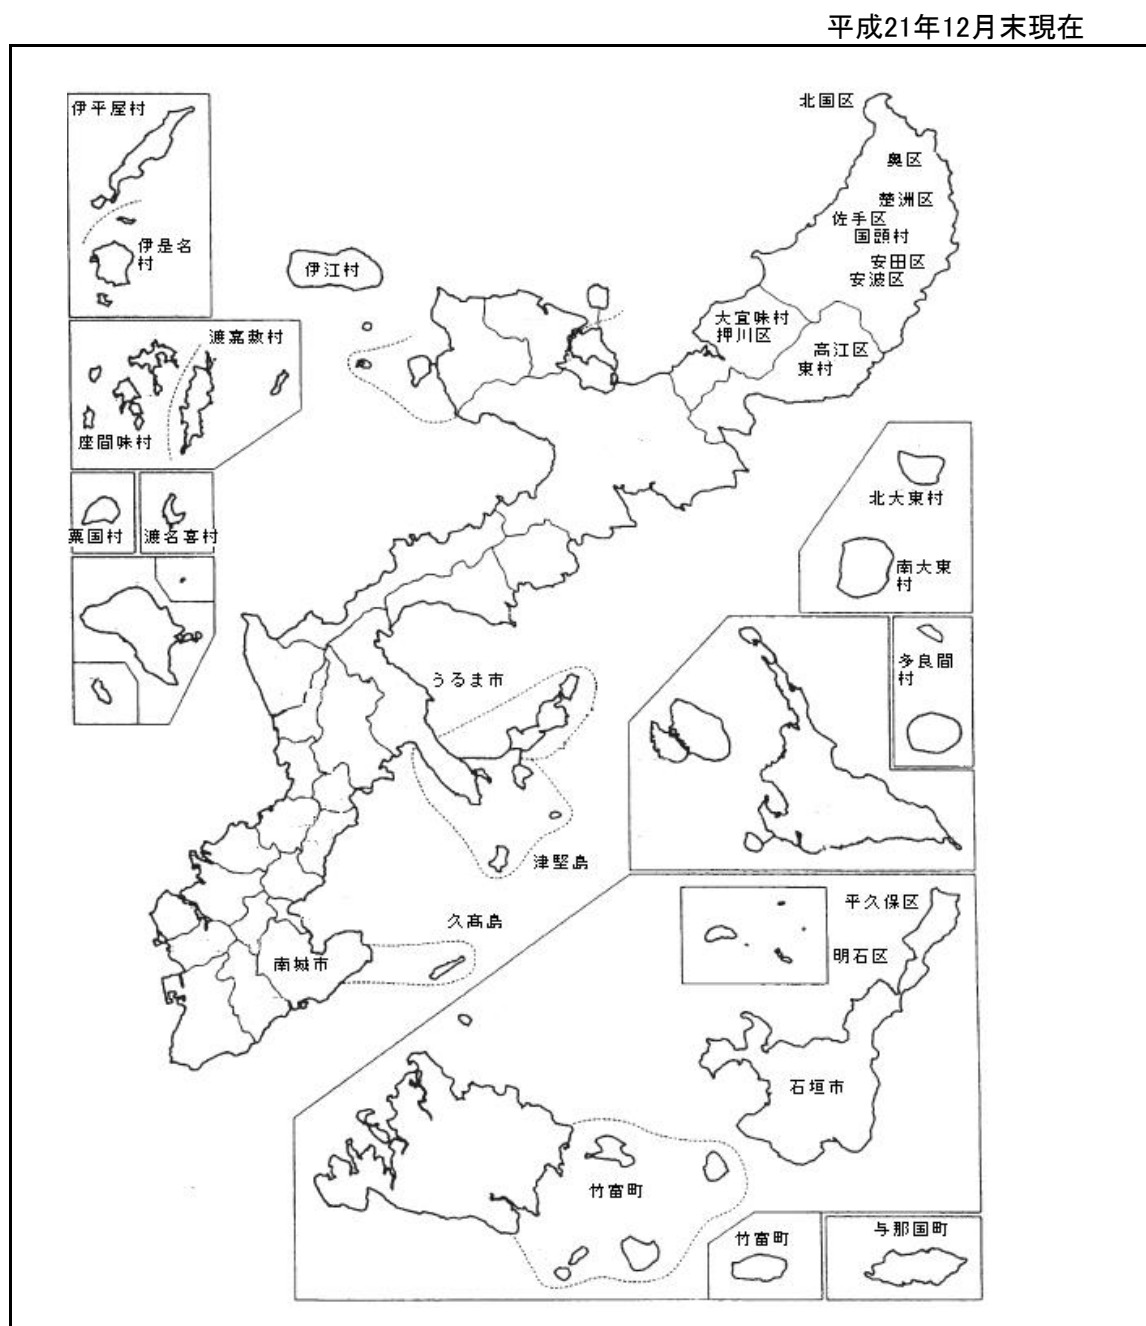 平成21年12月末現在
伊平屋村
北国区
奥区
楚洲区
佐手区
国頭村
伊是名
村
伊江村
安田区
安波区
大宜味村
押川区
渡嘉敷村
高江区
東村
座間味村
北大東村
粟国村
渡名喜村
南大東
村
多良間
村
うるま市
津堅島
平久保区
久高島
明石区
南城市
石垣市
竹富町
竹富町
与那国町